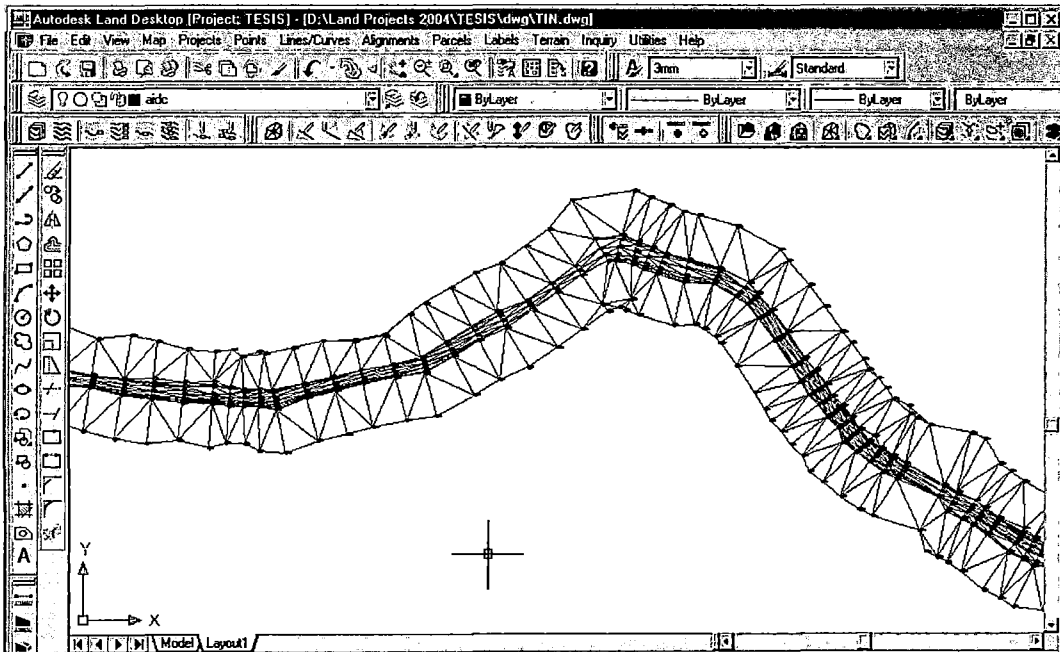 Autodesk Land Desktop [Project: TESIS] - [D:\Land Projects 2004\TESIS\dwg\TIN.dwg]
File Edit View Map Projects Points Lines/Curves Alignments Parcels Labels Terrain Inquiry Utilities Help
3mm Standard
aidc ByLayer ByLayer ByLayer ByLayer
A
Y
X
Model Layout1